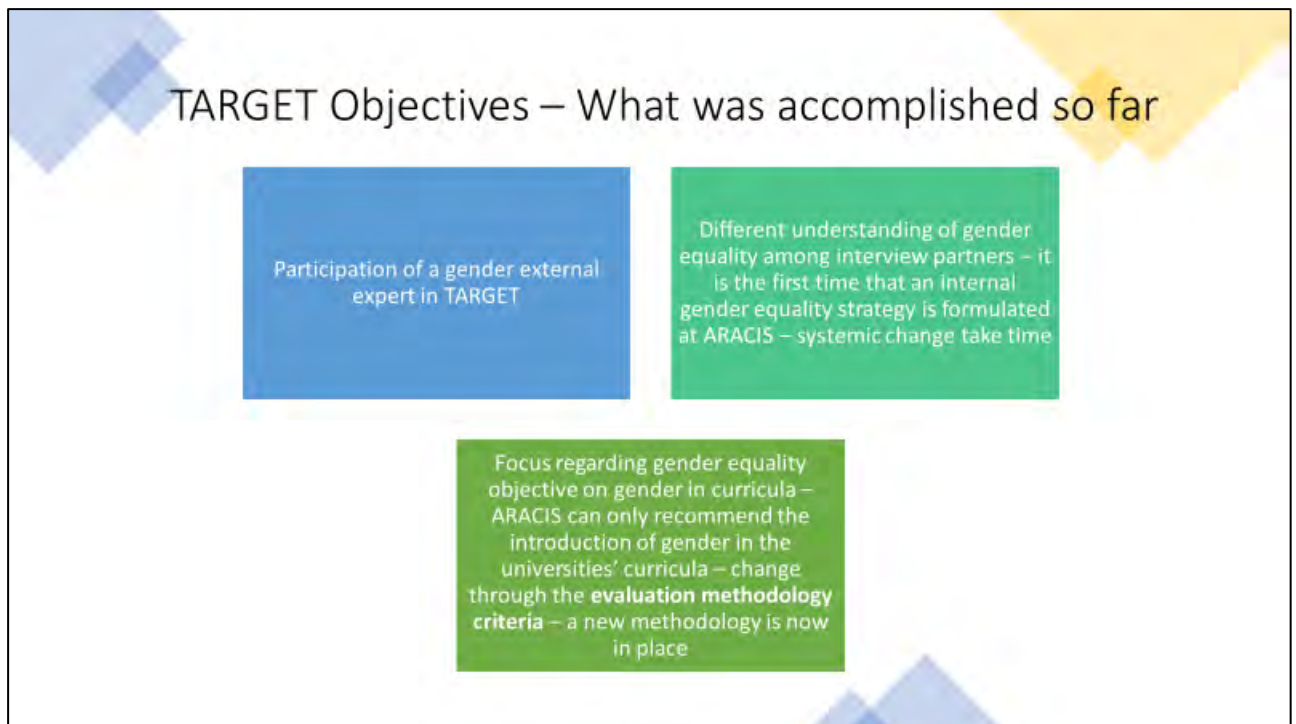 TARGET Objectives – What was accomplished so far
Participation of a gender external
expert in TARGET
Different understanding of gender
equality among interview partners – it
is the first time that an internal
gender equality strategy is formulated
at ARACIS – systemic change take time
Focus regarding gender equality
objective on gender in curricula –
ARACIS can only recommend the
introduction of gender in the
universities’ curricula – change
through the evaluation methodology
criteria – a new methodology is now
in place